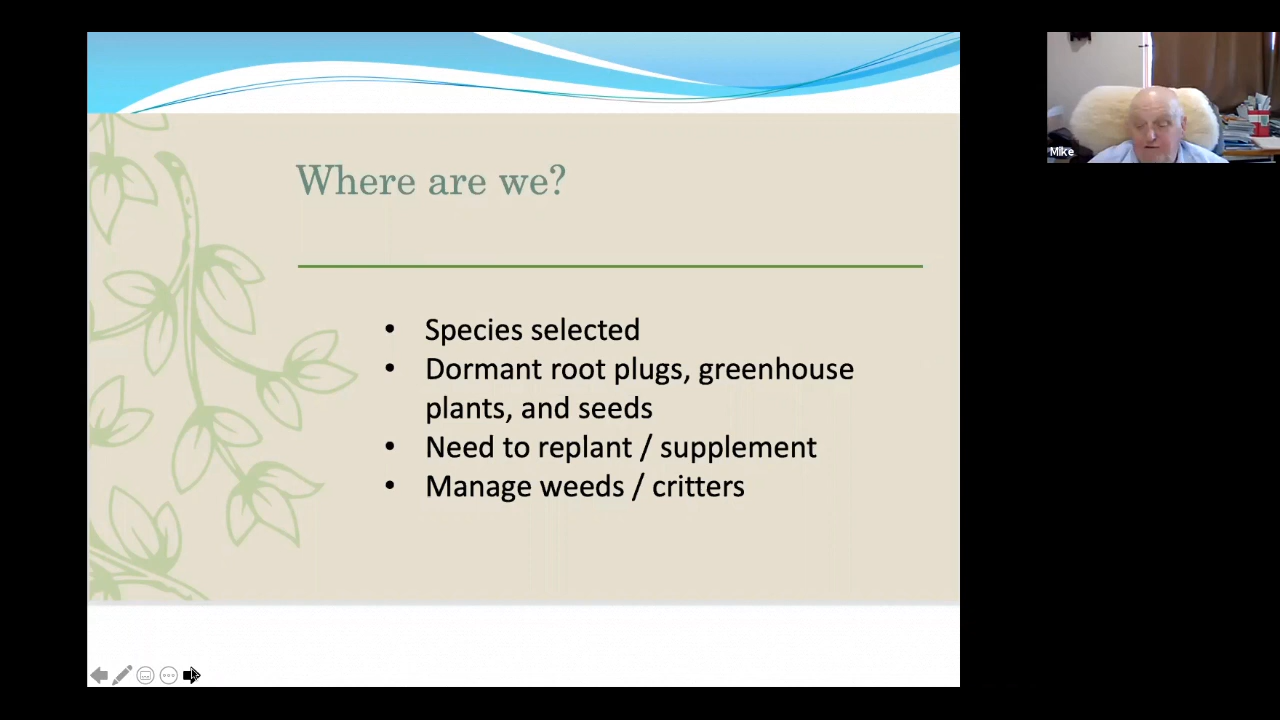 Where are we?
• Species selected
• Dormant root plugs, greenhouse
plants, and seeds
• Need to replant / supplement
• Manage weeds / critters
Mike